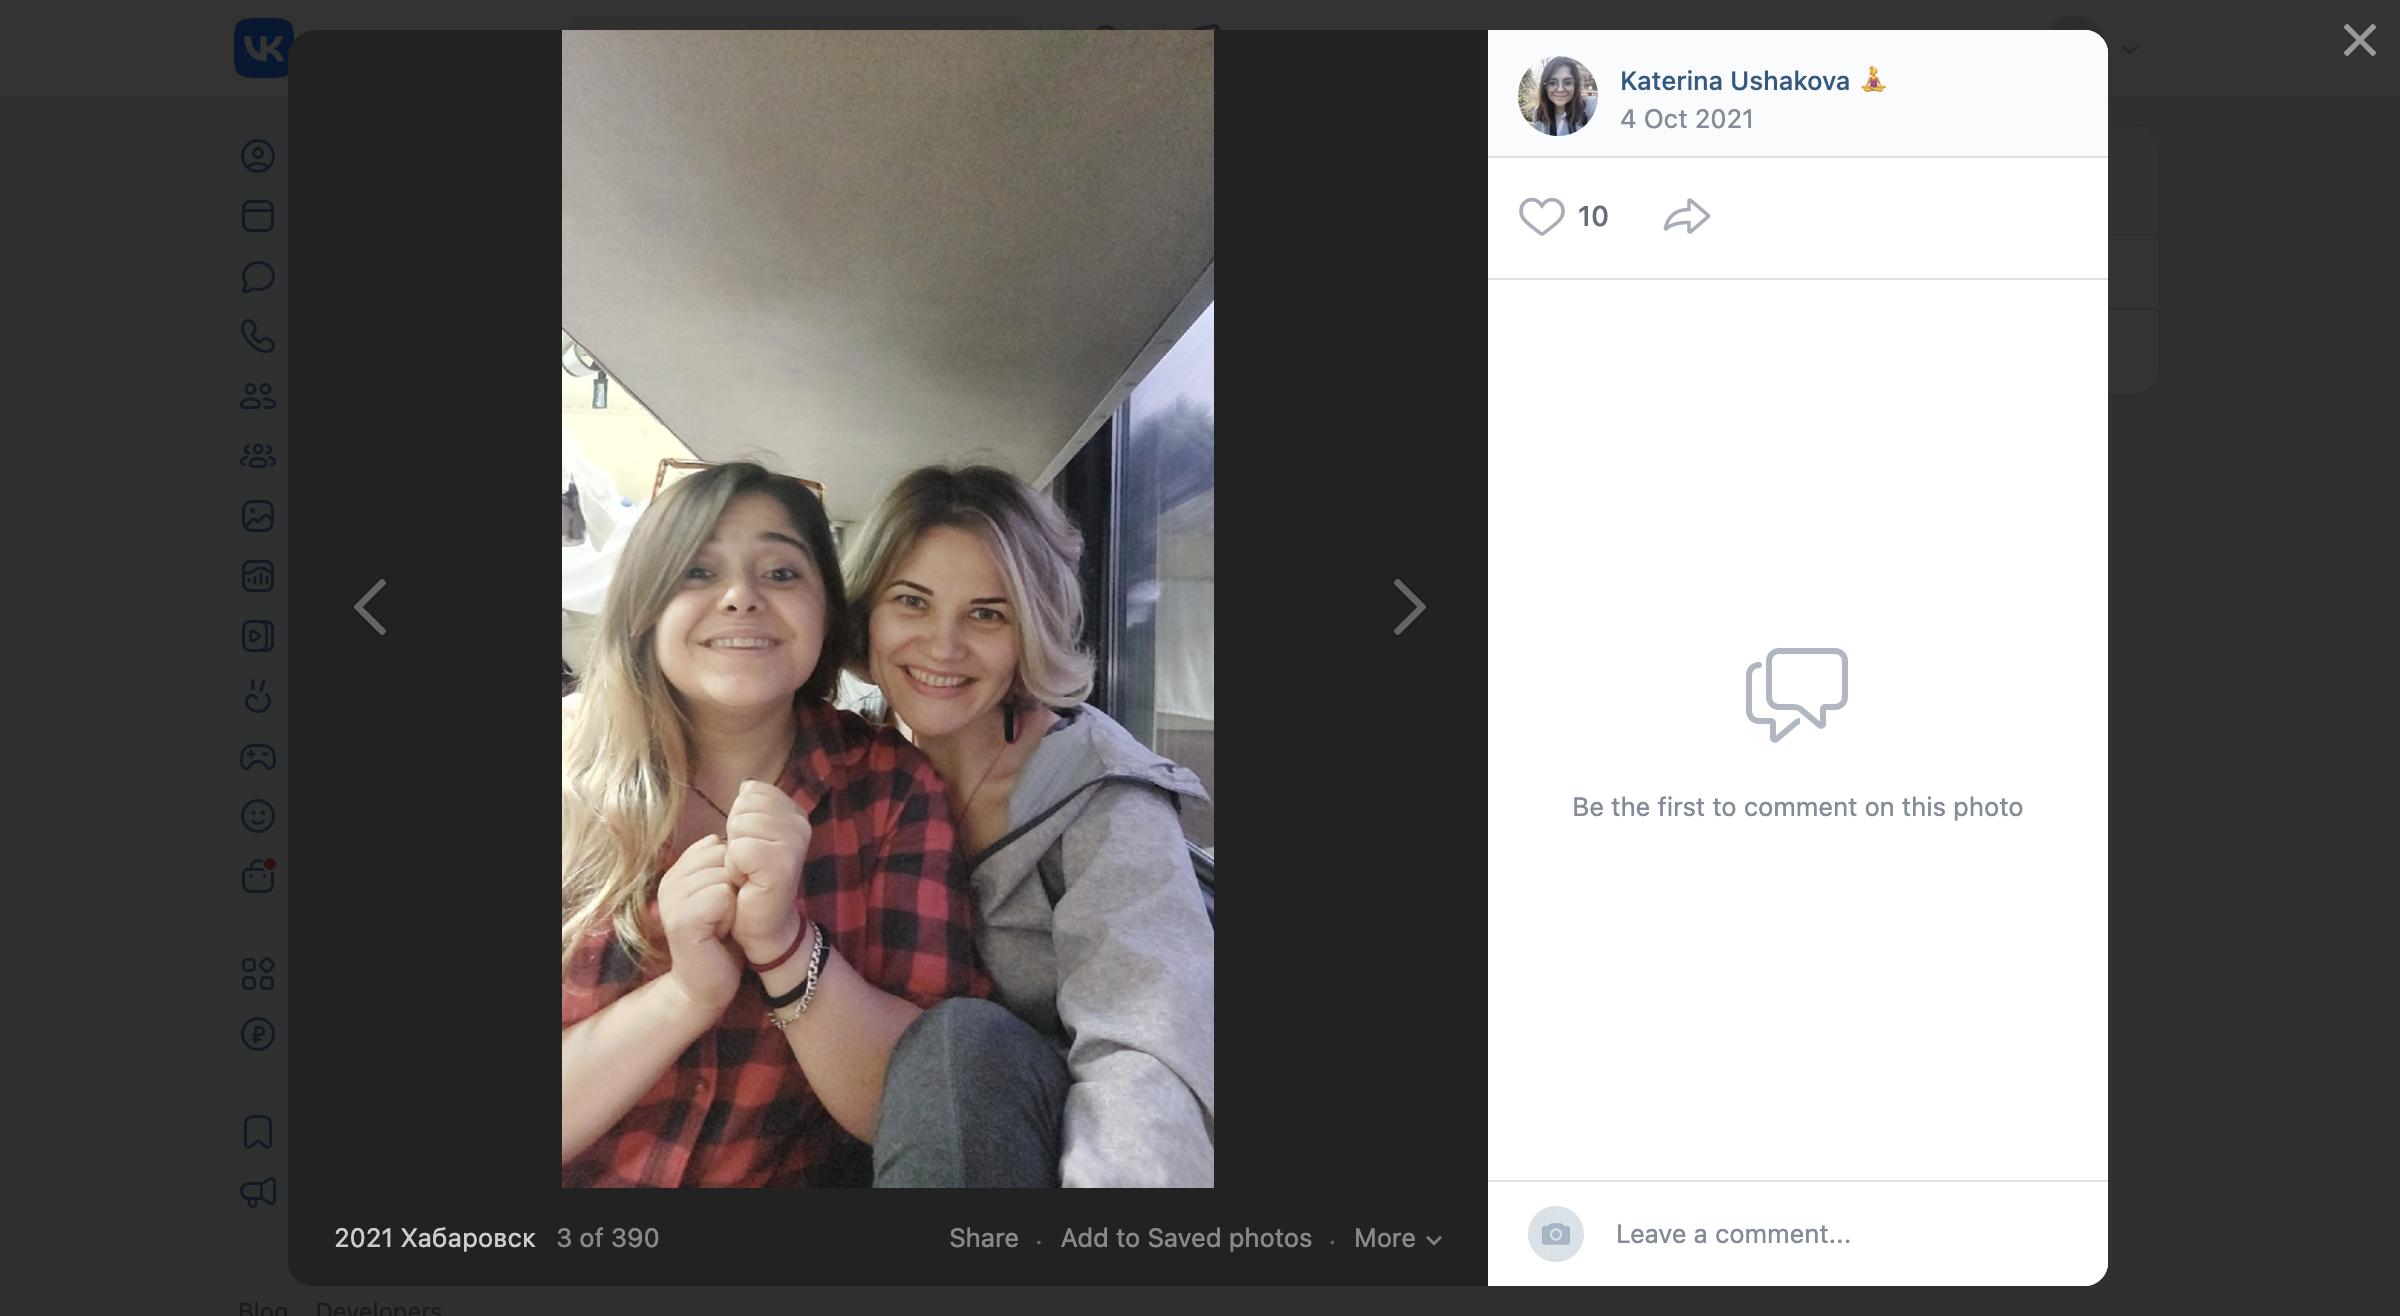 VK
Katerina Ushakova 🧘
4 Oct 2021
10
Be the first to comment on this photo
2021 Хабаровск 3 of 390 Share · Add to Saved photos · More
Leave a comment...
Blog Developers